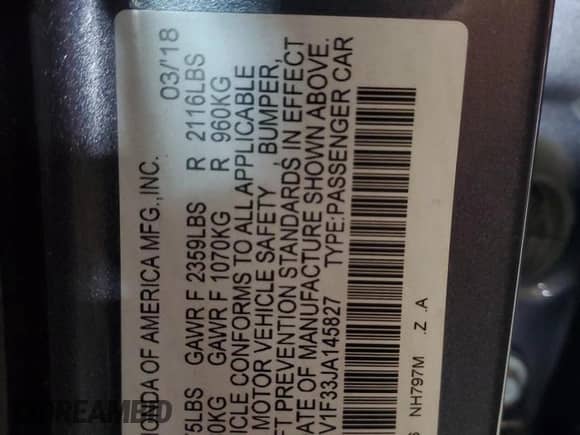 HONDA OF AMERICA MFG.,INC. 03/'18
5LBS GAWR F 2359LBS R 2116LBS
0KG GAWR F 1070KG R 960KG
ICLE CONFORMS TO ALL APPLICABLE
MOTOR VEHICLE SAFETY , BUMPER,
FT PREVENTION STANDARDS IN EFFECT
ATE OF MANUFACTURE SHOWN ABOVE.
V1F33JA145827 TYPE:PASSENGER CAR
NH797M .Z .A